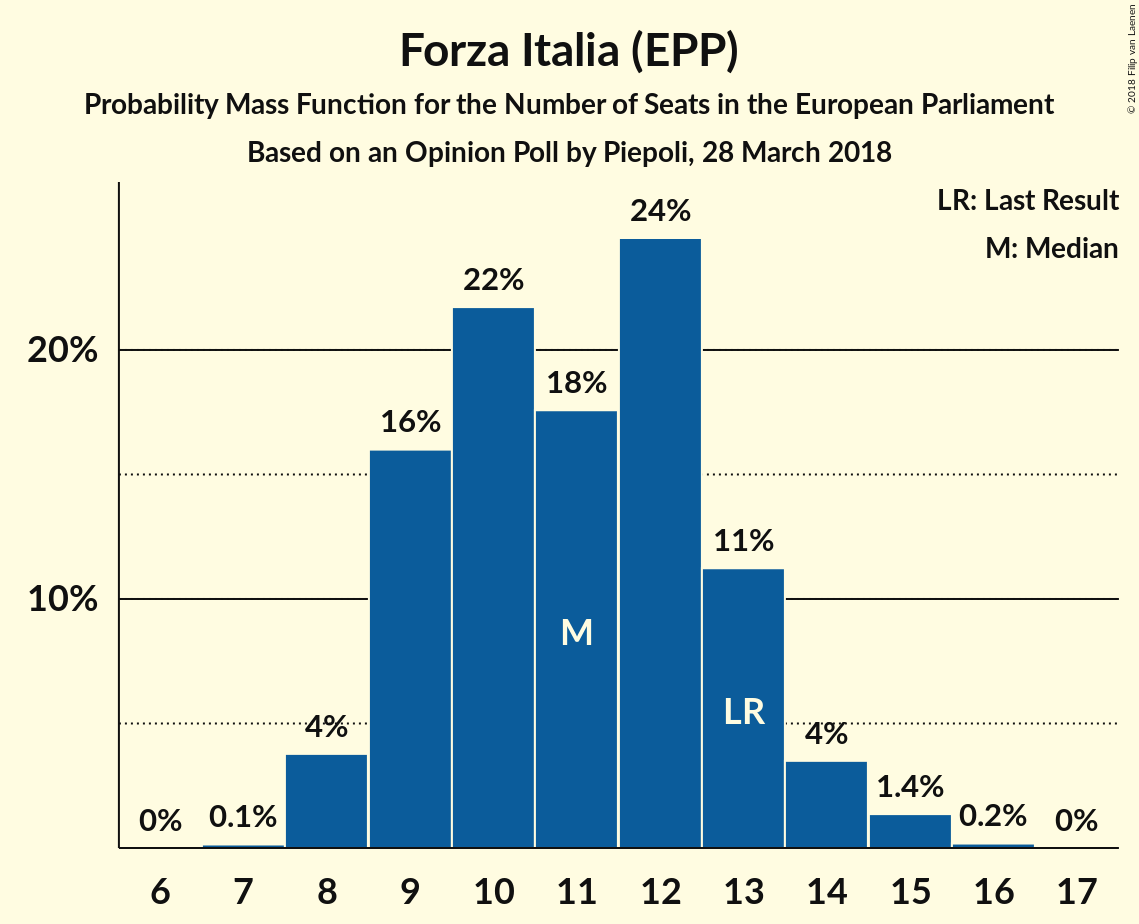 Forza Italia (EPP)
Probability Mass Function for the Number of Seats in the European Parliament
Based on an Opinion Poll by Piepoli, 28 March 2018
© 2018 Filip van Laenen
LR: Last Result
M: Median
24%
22%
20%
18%
16%
11%
10%
M
LR
4%
4%
1.4%
0%
0.1%
0.2%
0%
6 7 8 9 10 11 12 13 14 15 16 17